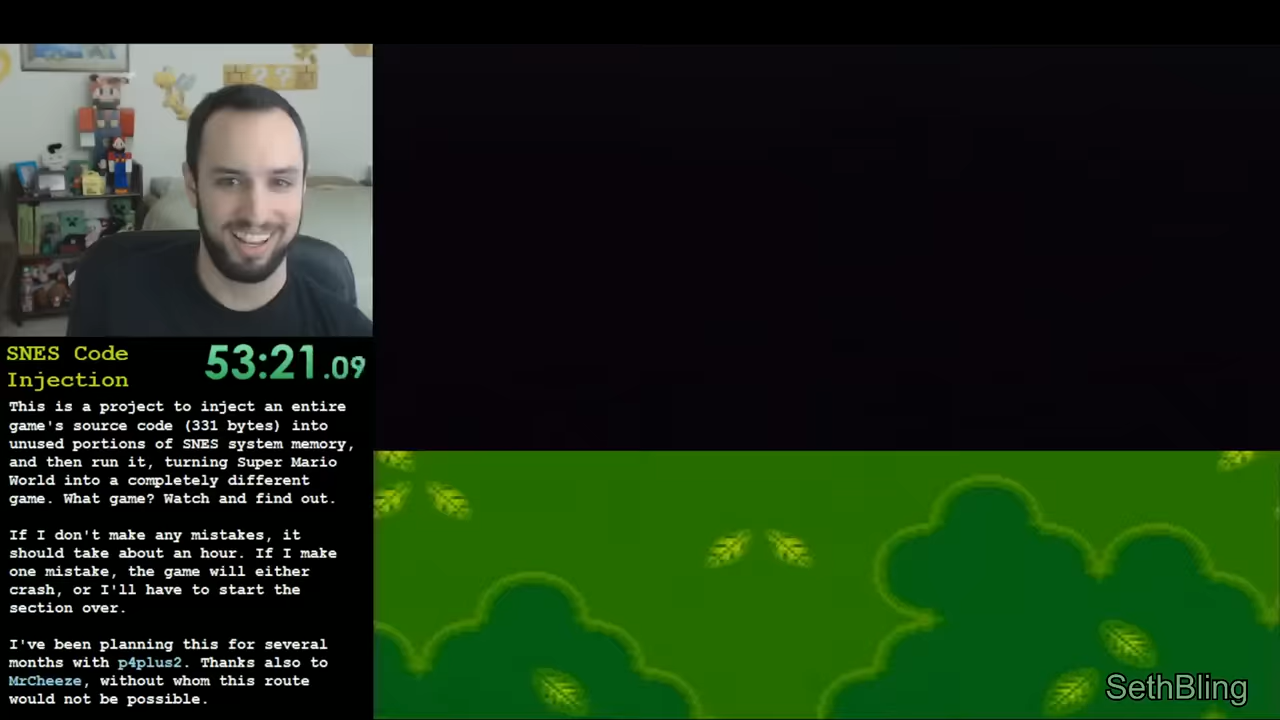 SNES Code
Injection
53:21.09
This is a project to inject an entire
game's source code (331 bytes) into
unused portions of SNES system memory,
and then run it, turning Super Mario
World into a completely different
game. What game? Watch and find out.
If I don't make any mistakes, it
should take about an hour. If I make
one mistake, the game will either
crash, or I'll have to start the
section over.
I've been planning this for several
months with p4plus2. Thanks also to
MrCheeze, without whom this route
would not be possible.
SethBling